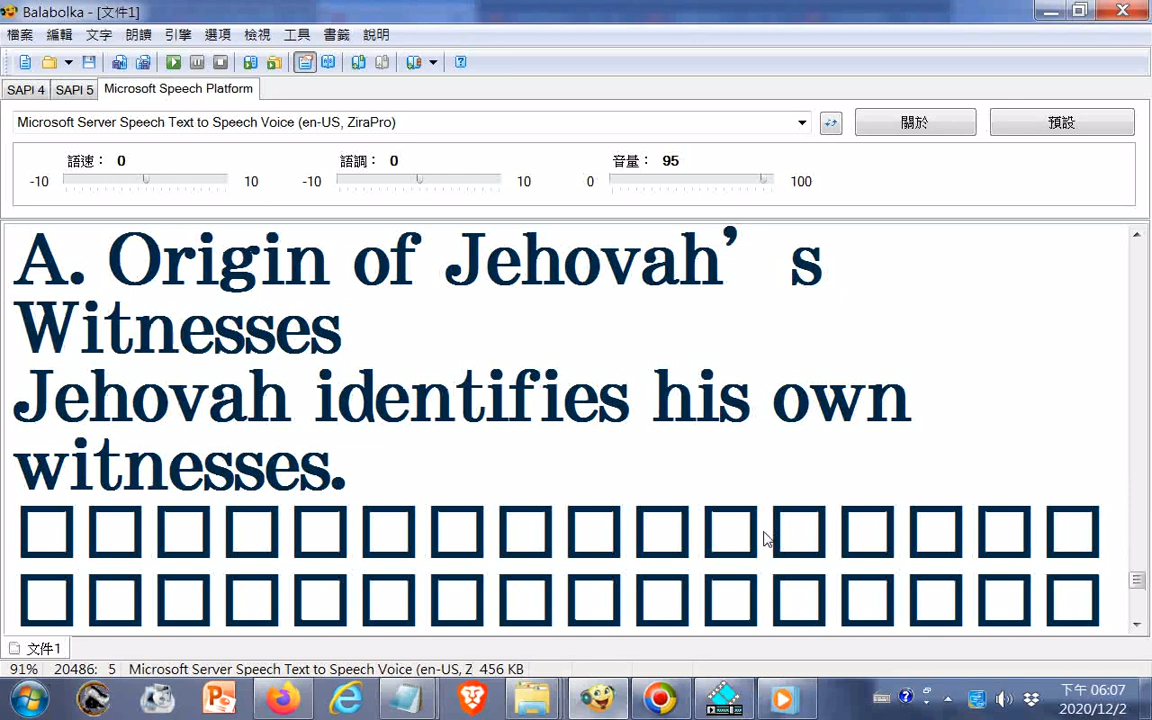 Balabolka - [文件1]
檔案 編輯 文字 朗讀 引擎 選項 檢視 工具 書籤 說明
SAPI 4 SAPI 5 Microsoft Speech Platform
Microsoft Server Speech Text to Speech Voice (en-US, ZiraPro) 關於 預設
語速： 0 語調： 0 音量： 95
-10 10 -10 10 0 100
A. Origin of Jehovah’s
Witnesses
Jehovah identifies his own
witnesses.
□□□□□□□□□□□□□□□□
□□□□□□□□□□□□□□□□
文件1
91% 20486: 5 Microsoft Server Speech Text to Speech Voice (en-US, Z 456 KB
下午 06:07
2020/12/2